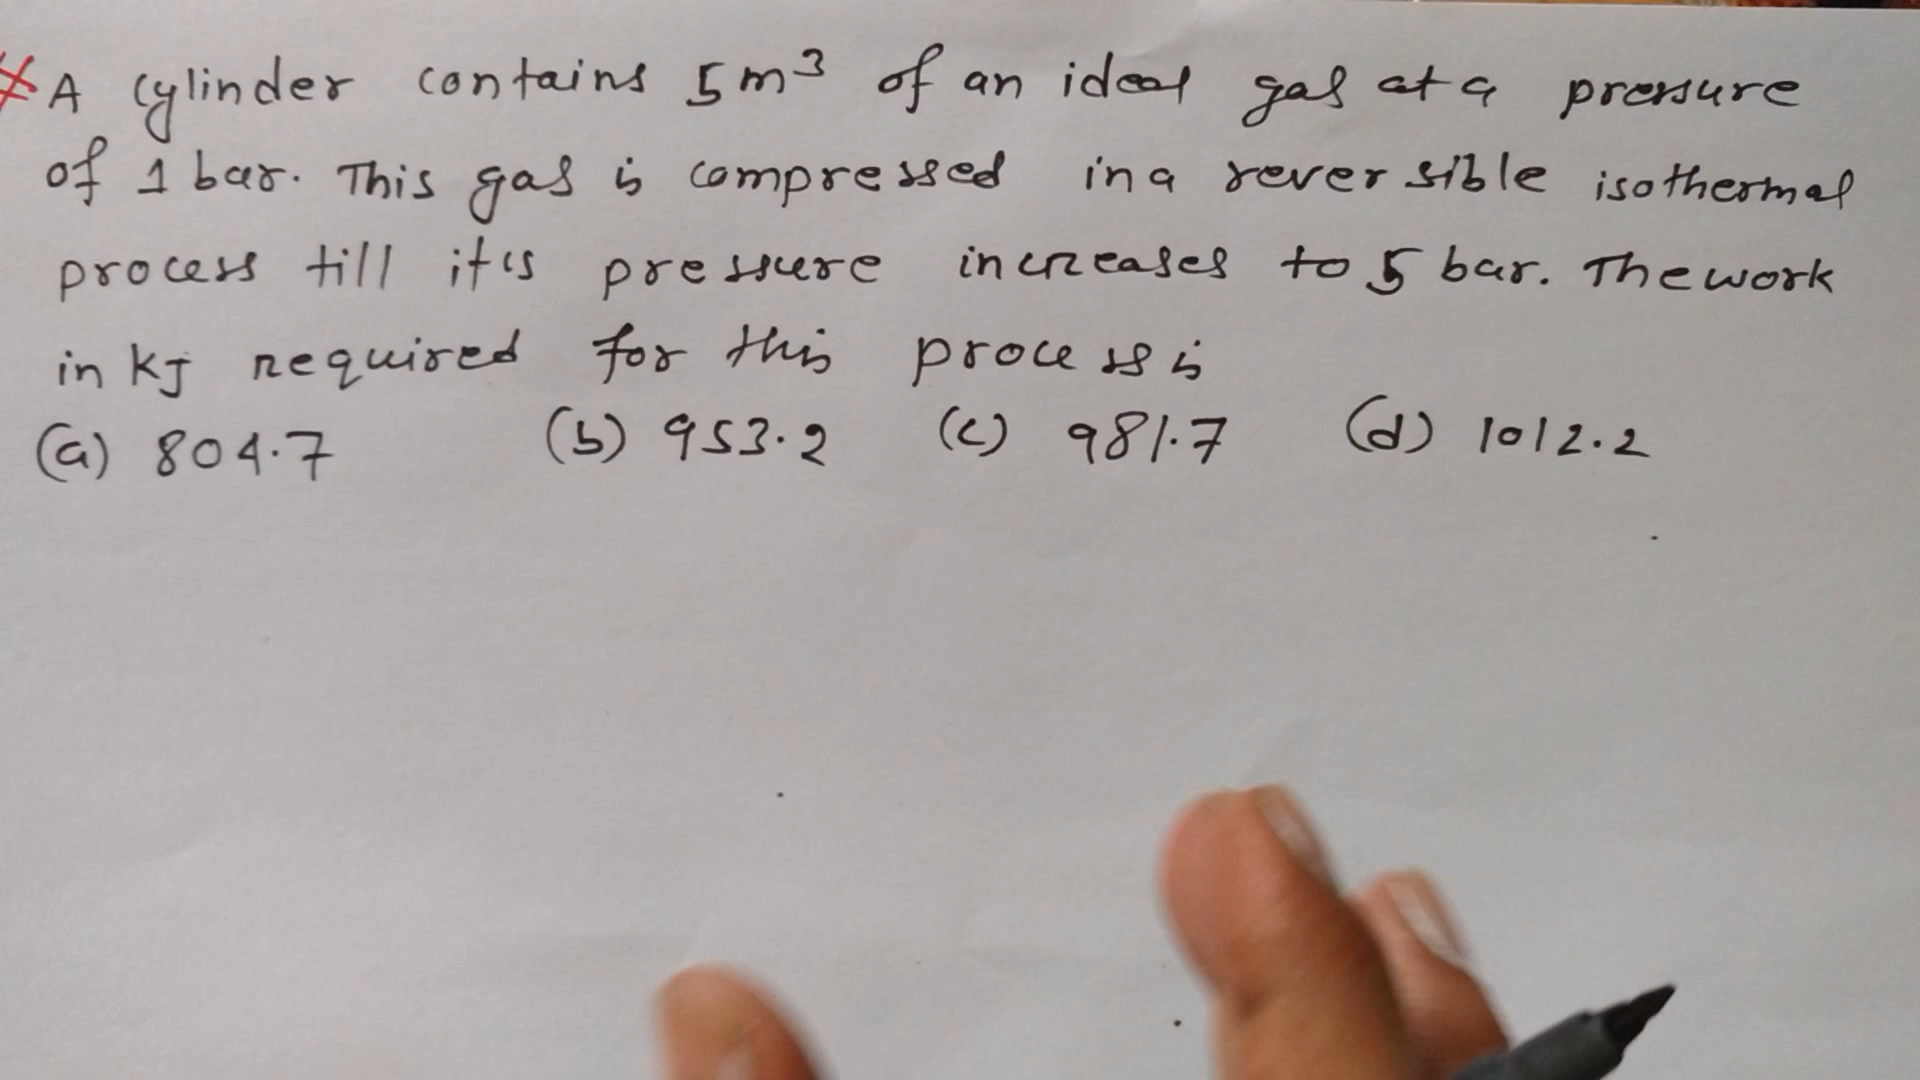 A cylinder contains 5m³ of an ideal gas at a pressure
of 1 bar. This gas is compressed in a reversible isothermal
process till it's pressure increases to 5 bar. The work
in kJ required for this process is
(a) 804.7 (b) 953.2 (c) 981.7 (d) 1012.2